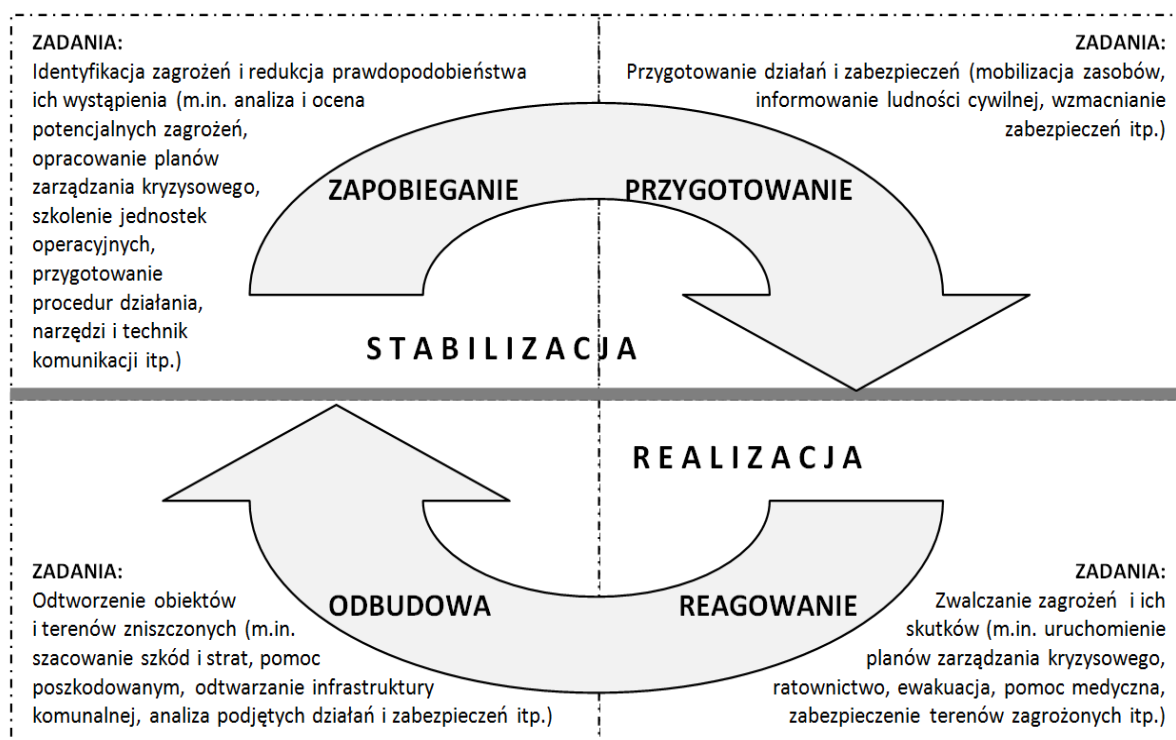 ZADANIA:
Identyfikacja zagrożeń i redukcja prawdopodobieństwa
ich wystąpienia (m.in. analiza i ocena
potencjalnych zagrożeń,
opracowanie planów
zarządzania kryzysowego,
szkolenie jednostek
operacyjnych,
przygotowanie
procedur działania,
narzędzi i technik
komunikacji itp.)
ZADANIA:
Przygotowanie działań i zabezpieczeń (mobilizacja zasobów,
informowanie ludności cywilnej, wzmacnianie
zabezpieczeń itp.)
ZAPOBIEGANIE
PRZYGOTOWANIE
STABILIZACJA
REALIZACJA
ZADANIA:
Odtworzenie obiektów
i terenów zniszczonych (m.in.
szacowanie szkód i strat, pomoc
poszkodowanym, odtwarzanie infrastruktury
komunalnej, analiza podjętych działań i zabezpieczeń itp.)
ODBUDOWA
REAGOWANIE
ZADANIA:
Zwalczanie zagrożeń i ich
skutków (m.in. uruchomienie
planów zarządzania kryzysowego,
ratownictwo, ewakuacja, pomoc medyczna,
zabezpieczenie terenów zagrożonych itp.)